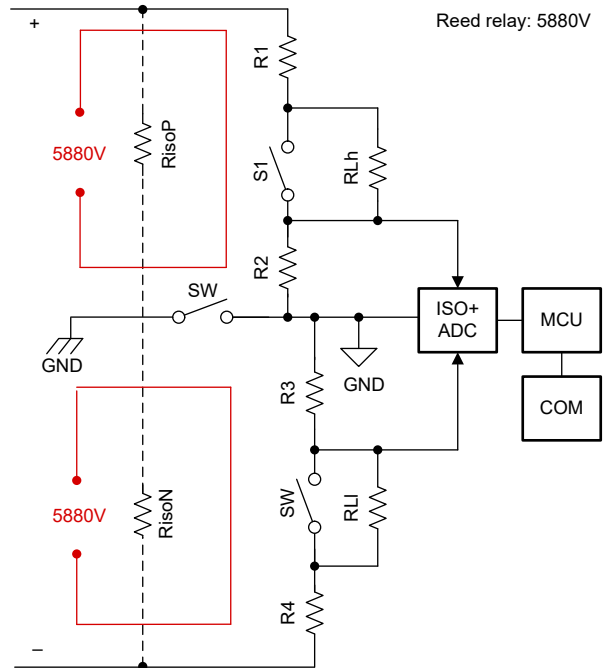 Reed relay: 5880V
+
R1
5880V
RisoP
S1
RLh
R2
SW
ISO+
ADC
MCU
GND
GND
COM
R3
5880V
RisoN
SW
RLl
R4
–